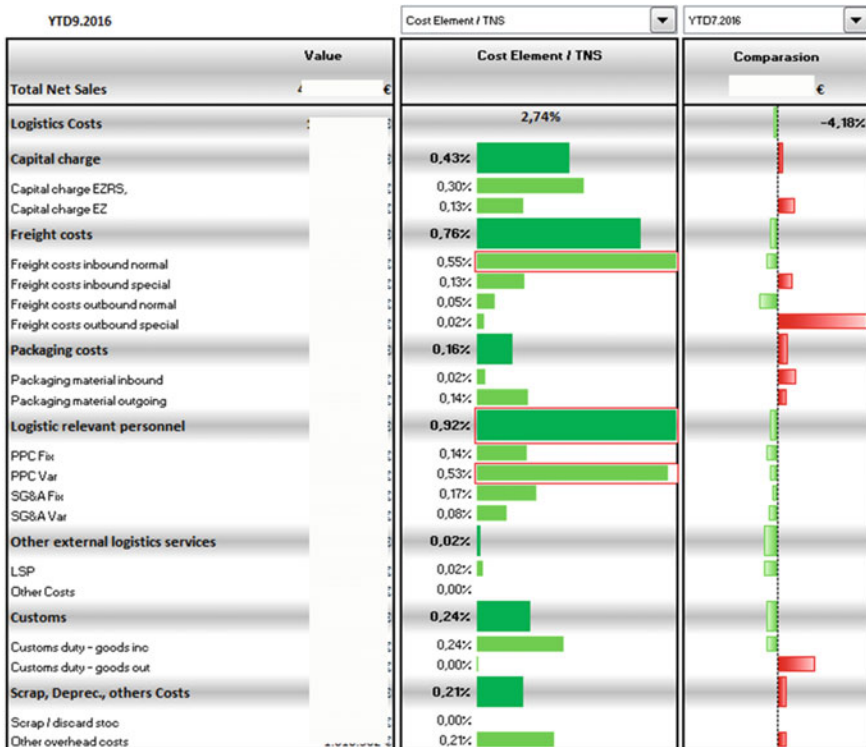 YTD9.2016 Cost Element / TNS YTD7.2016
Value Cost Element / TNS Comparasion
Total Net Sales € €
Logistics Costs 2,74% -4,18%
Capital charge 0,43%
Capital charge EZRS, 0,30%
Capital charge EZ 0,13%
Freight costs 0,76%
Freight costs inbound normal 0,55%
Freight costs inbound special 0,13%
Freight costs outbound normal 0,05%
Freight costs outbound special 0,02%
Packaging costs 0,16%
Packaging material inbound 0,02%
Packaging material outgoing 0,14%
Logistic relevant personnel 0,92%
PPC Fix 0,14%
PPC Var 0,53%
SG&A Fix 0,17%
SG&A Var 0,08%
Other external logistics services 0,02%
LSP 0,02%
Other Costs 0,00%
Customs 0,24%
Customs duty - goods inc 0,24%
Customs duty - goods out 0,00%
Scrap, Deprec., others Costs 0,21%
Scrap / discard stoc 0,00%
Other overhead costs 0,21%